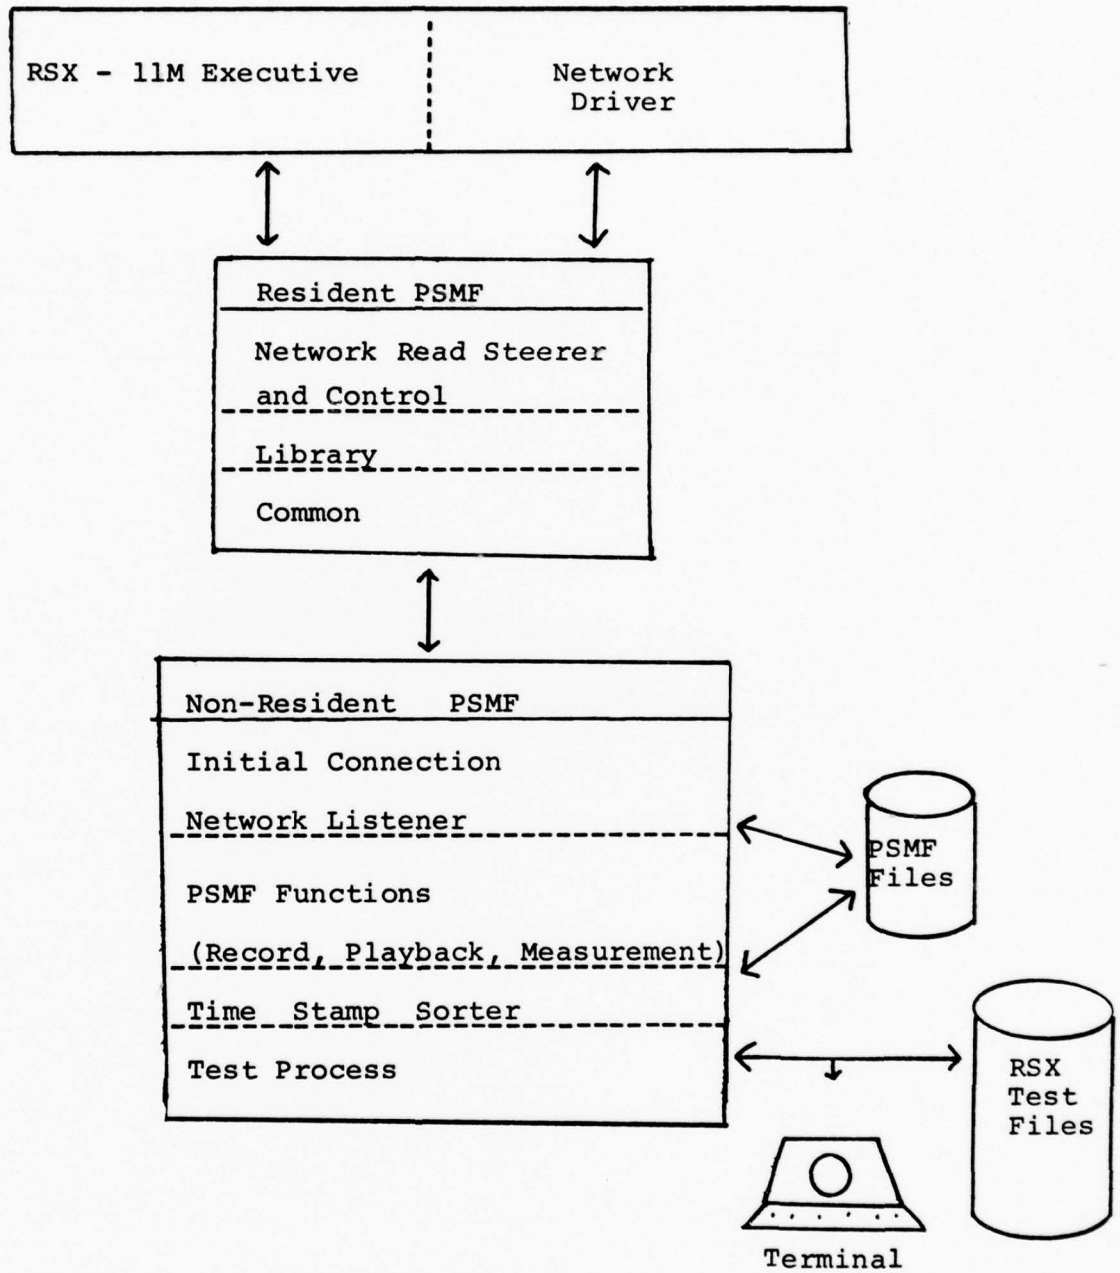 RSX - 11M Executive
Network
Driver
Resident PSMF
Network Read Steerer
and Control
Library
Common
Non-Resident PSMF
Initial Connection
Network Listener
PSMF Functions
(Record, Playback, Measurement)
Time Stamp Sorter
Test Process
PSMF
Files
RSX
Test
Files
Terminal